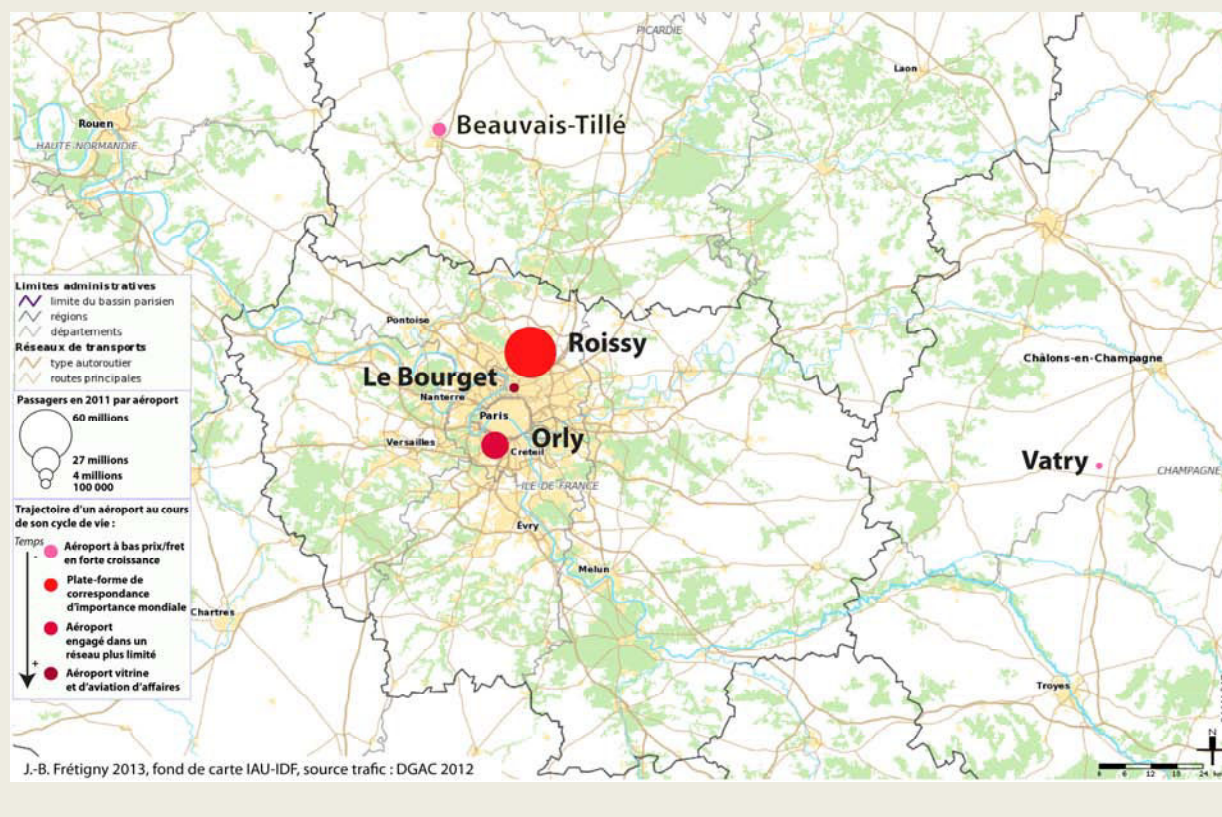 PICARDIE
Laon
Beauvais-Tillé
Rouen
HAUTE-NORMANDIE
Limites administratives
limite du bassin parisien
régions
départements
Réseaux de transports
type autoroutier
routes principales
Passagers en 2011 par aéroport
60 millions
27 millions
4 millions
100 000
Trajectoire d'un aéroport au cours
de son cycle de vie :
Temps
-
Aéroport à bas prix/fret
en forte croissance
Plate-forme de
correspondance
d'importance mondiale
Aéroport
engagé dans un
réseau plus limité
+
Aéroport vitrine
et d'aviation d'affaires
Pontoise
Roissy
Le Bourget
Nanterre
Paris
Versailles
Orly
Creteil
ILE-DE-FRANCE
Évry
Melun
Chartres
Châlons-en-Champagne
Vatry
CHAMPAGNE
Troyes
N
6 12 18 24
J.-B. Frétigny 2013, fond de carte IAU-IDF, source trafic : DGAC 2012